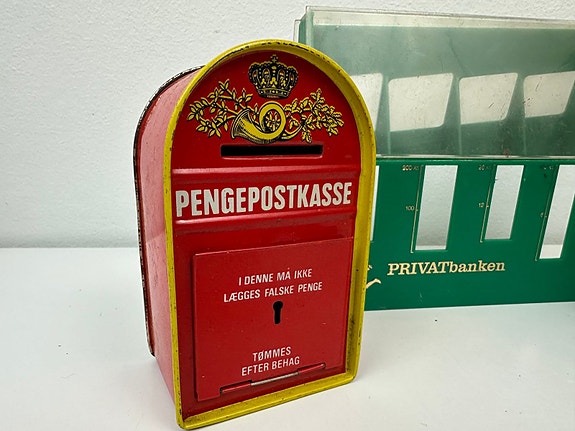 PENGEPOSTKASSE
I DENNE MÅ IKKE
LÆGGES FALSKE PENGE
TØMMES
EFTER BEHAG
PRIVATbanken